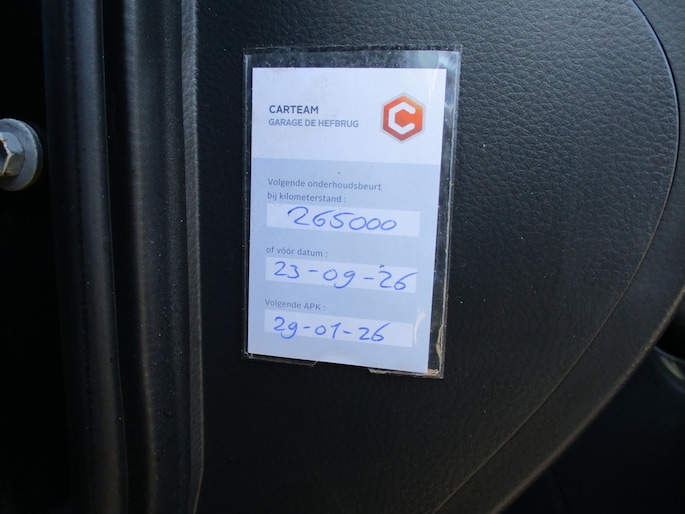 CARTEAM
GARAGE DE HEFBRUG
Volgende onderhoudsbeurt
bij kilometerstand :
265000
of vóór datum :
23-09-26
Volgende APK :
29-01-26